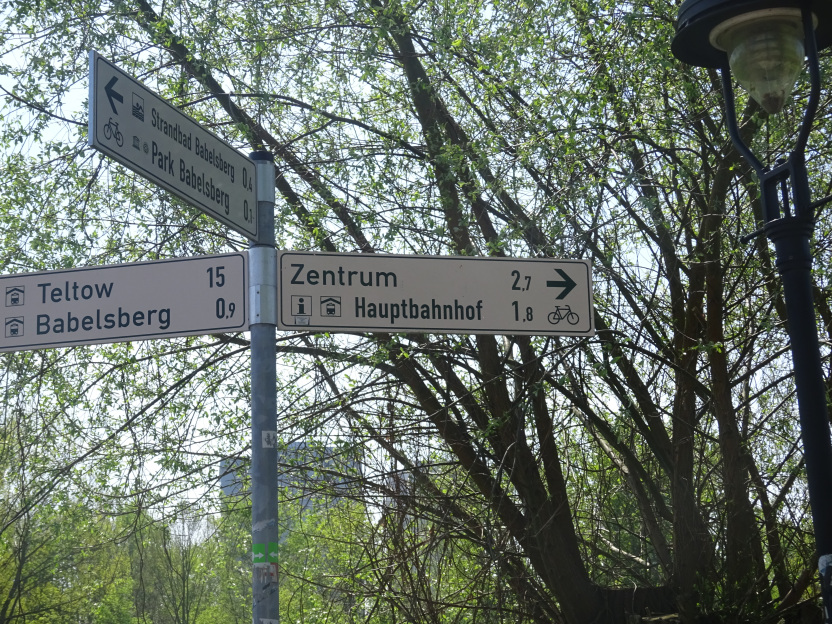 Strandbad Babelsberg 0,4
Park Babelsberg 0,1
Teltow 15
Babelsberg 0,9
Zentrum 2,7
i Hauptbahnhof 1,8